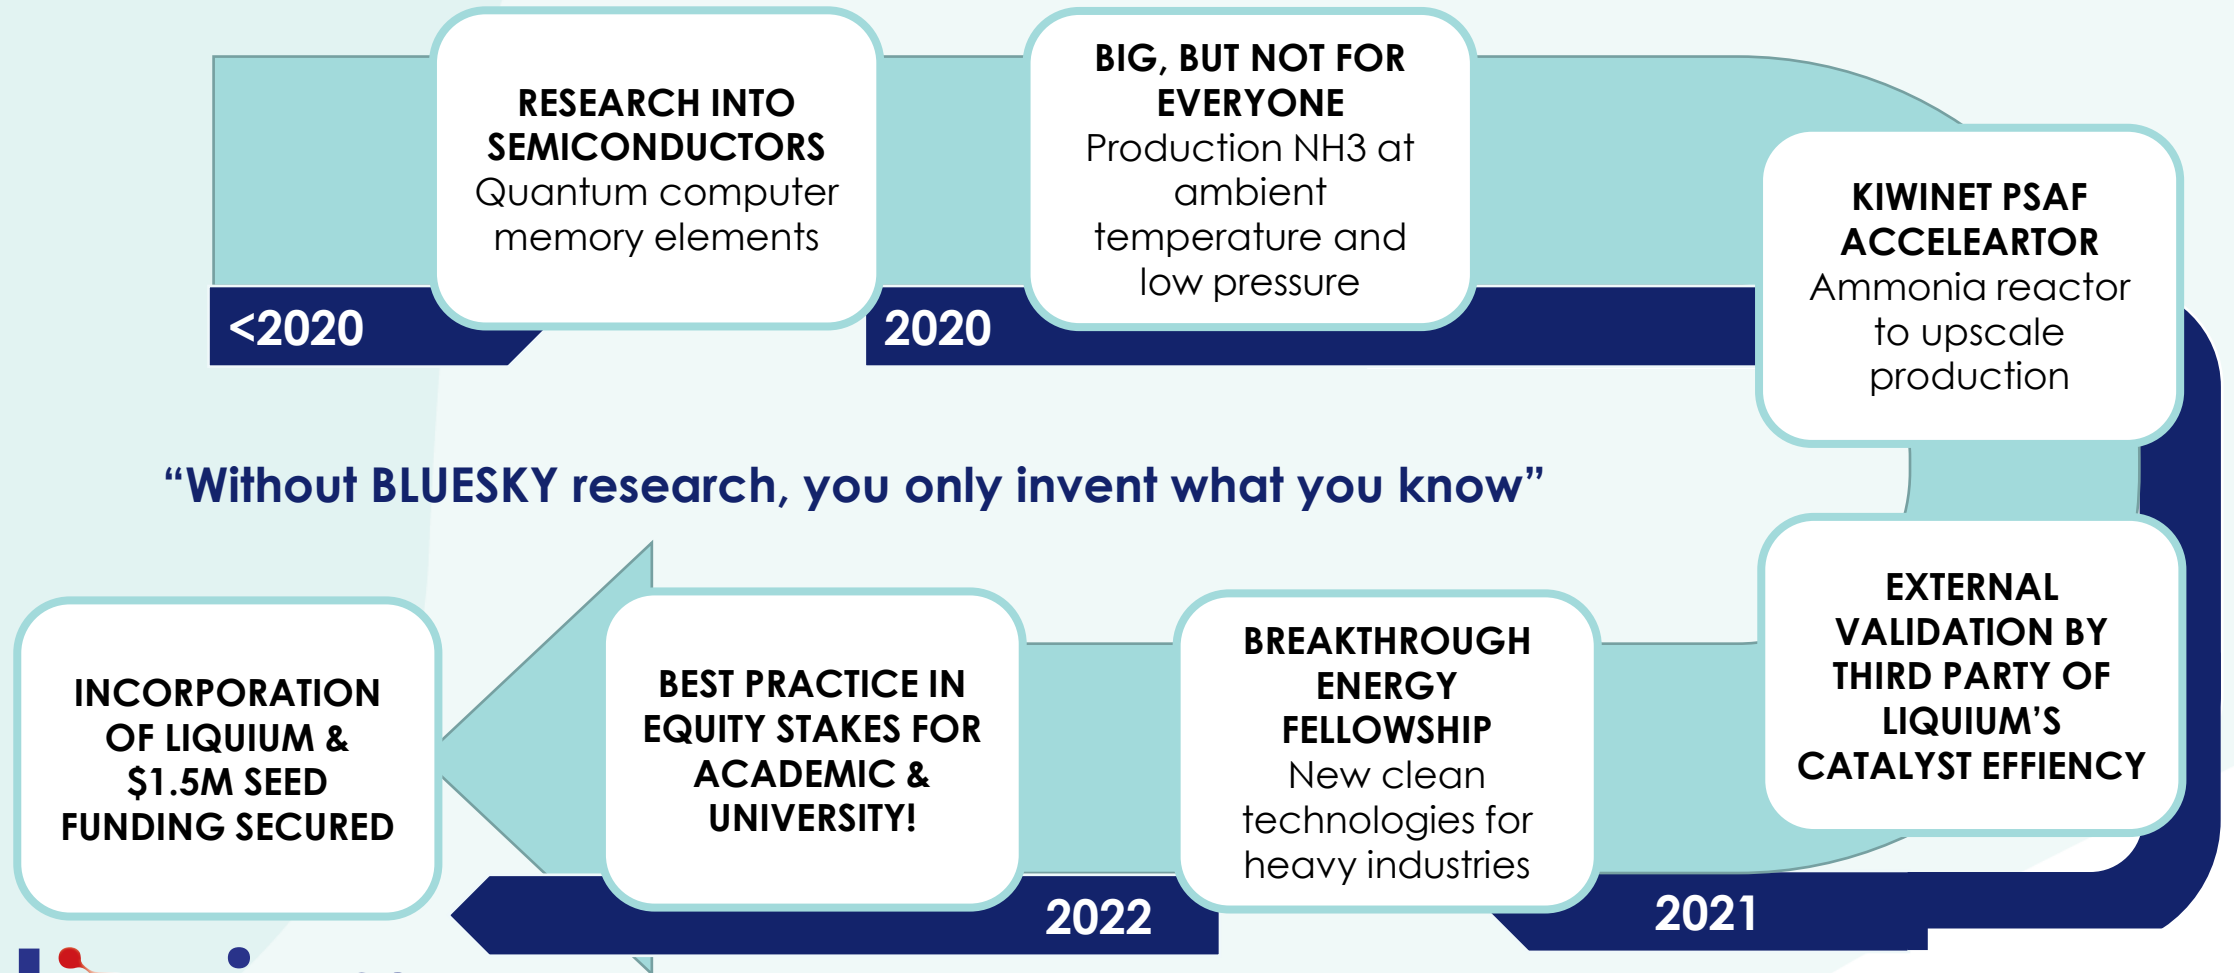 RESEARCH INTO
SEMICONDUCTORS
Quantum computer
memory elements
BIG, BUT NOT FOR
EVERYONE
Production NH3 at
ambient
temperature and
low pressure
KIWINET PSAF
ACCELEARTOR
Ammonia reactor
to upscale
production
<2020
2020
“Without BLUESKY research, you only invent what you know”
EXTERNAL
VALIDATION BY
THIRD PARTY OF
LIQUIUM’S
CATALYST EFFIENCY
BREAKTHROUGH
ENERGY
FELLOWSHIP
New clean
technologies for
heavy industries
BEST PRACTICE IN
EQUITY STAKES FOR
ACADEMIC &
UNIVERSITY!
INCORPORATION
OF LIQUIUM &
$1.5M SEED
FUNDING SECURED
2022
2021